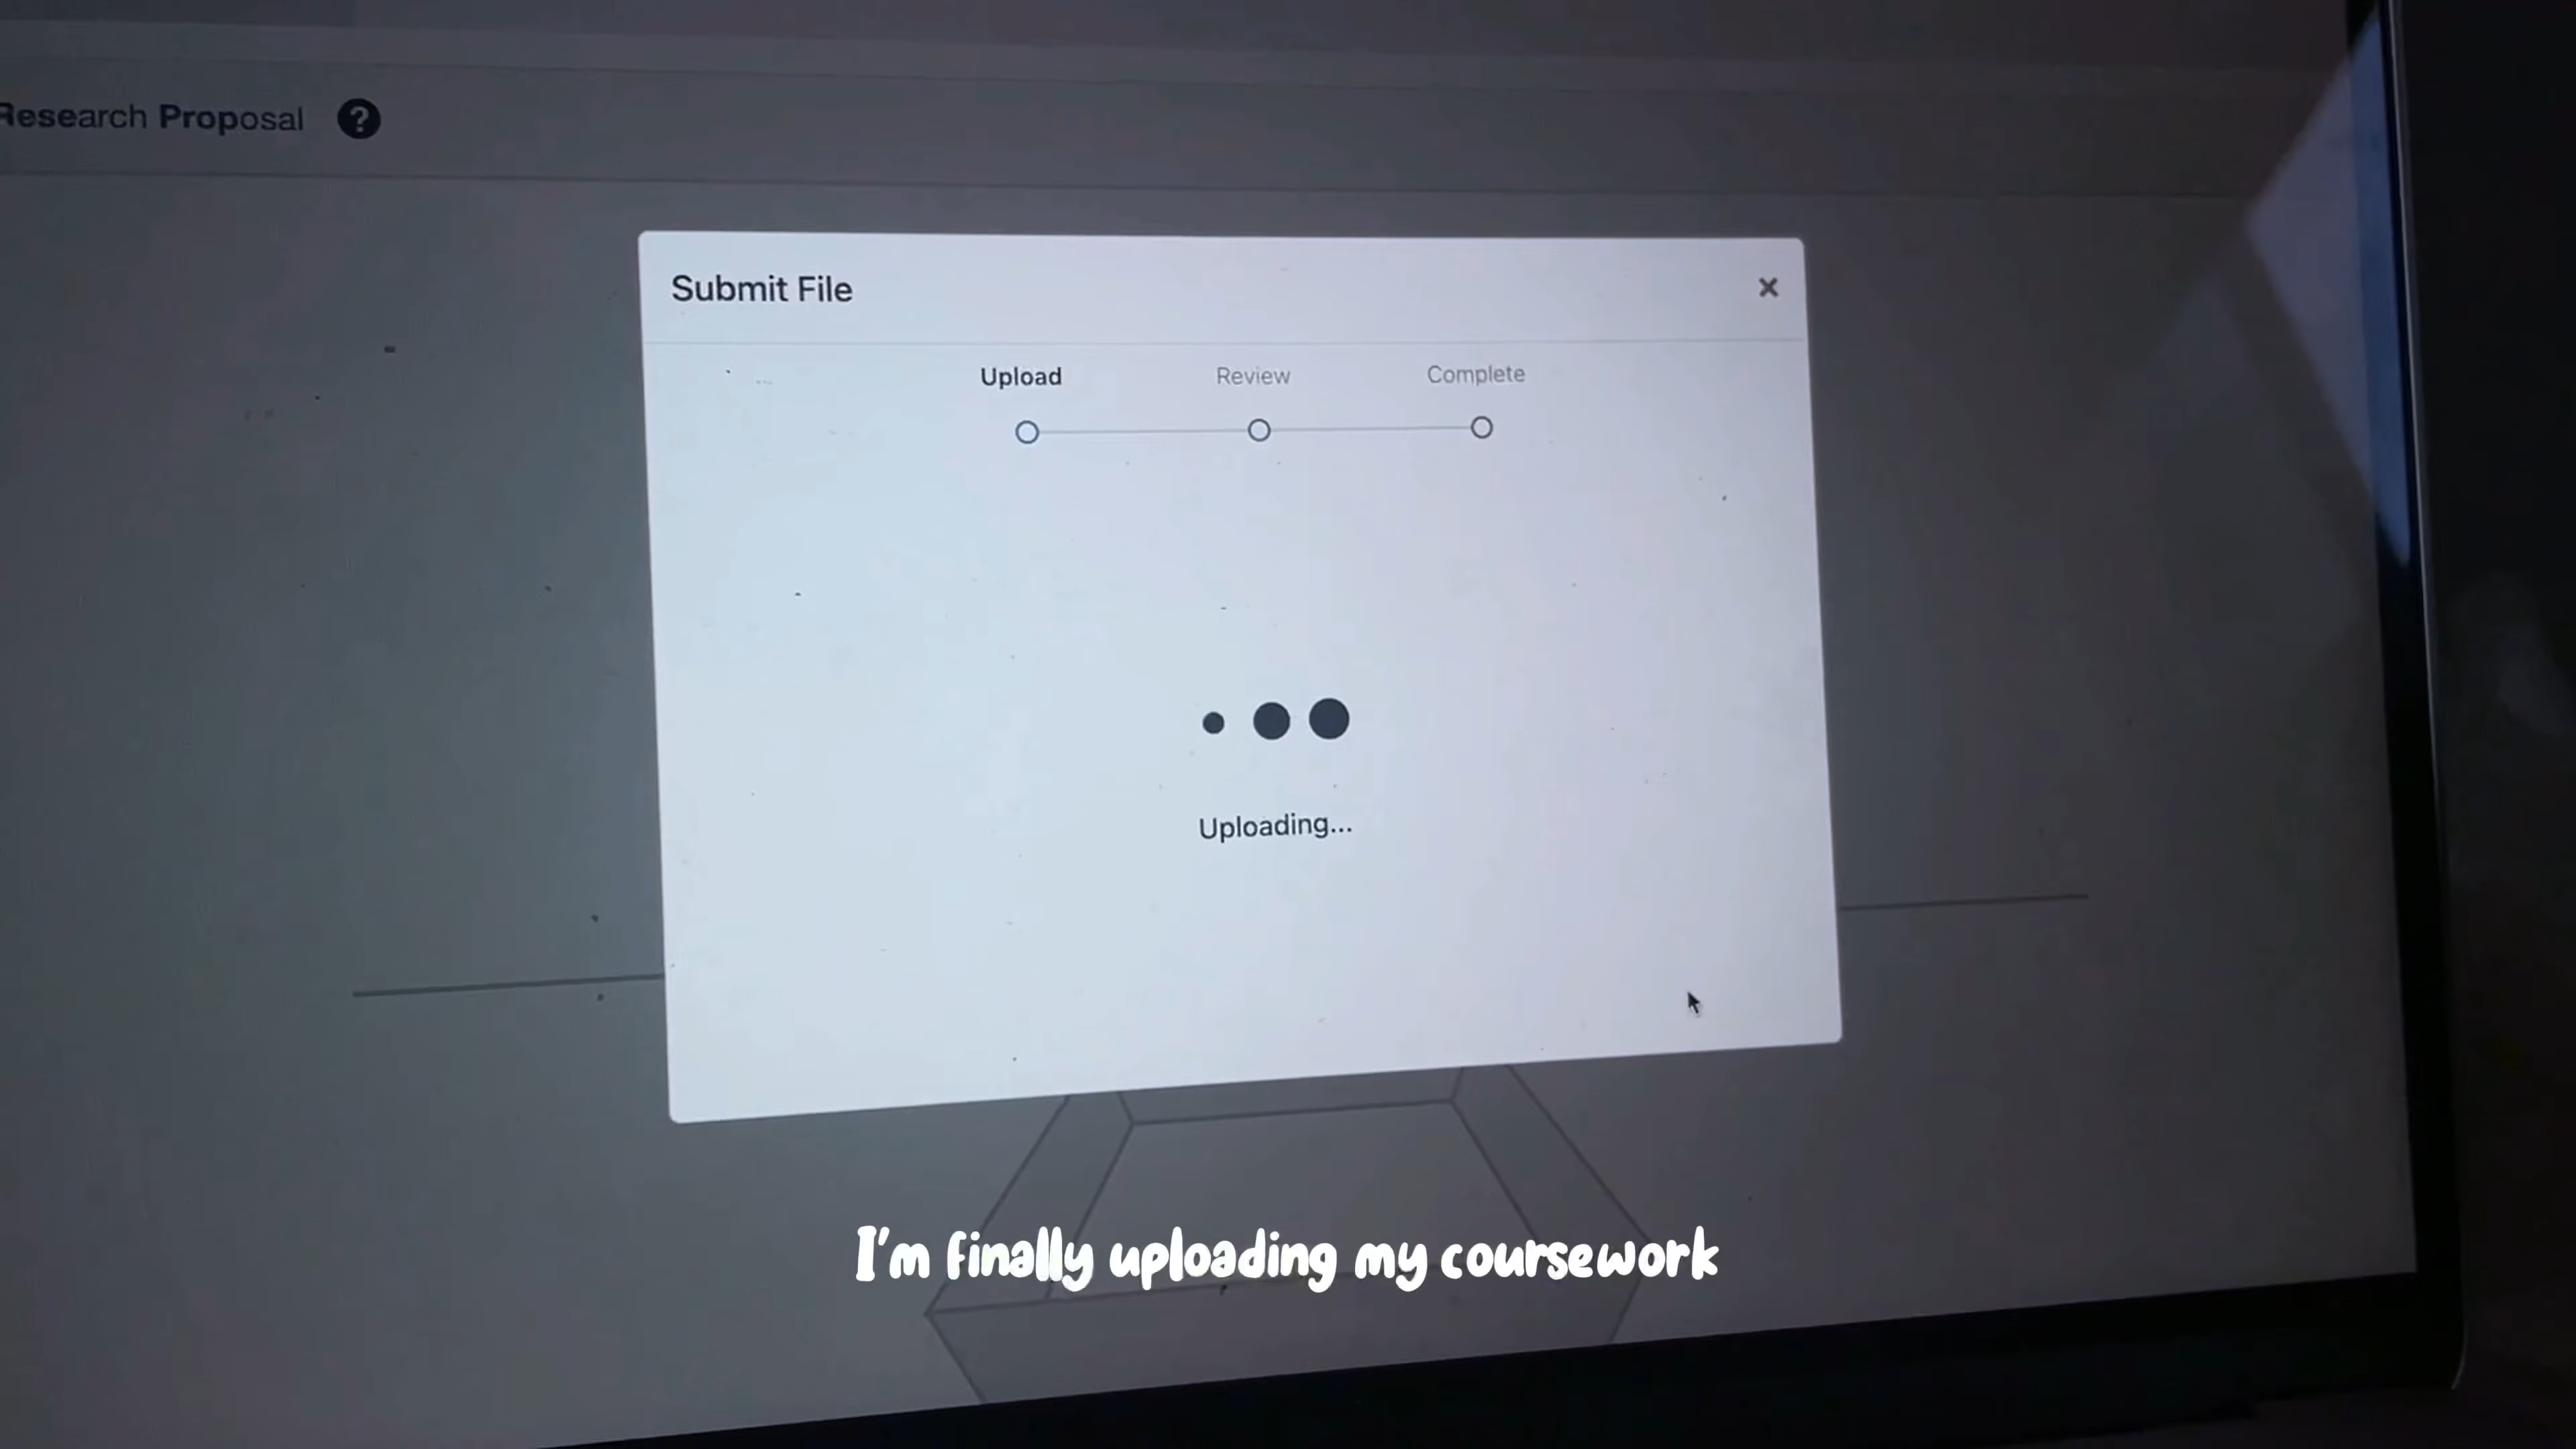 Research Proposal ?
Submit File
Upload Review Complete
Uploading...
I'm finally uploading my coursework